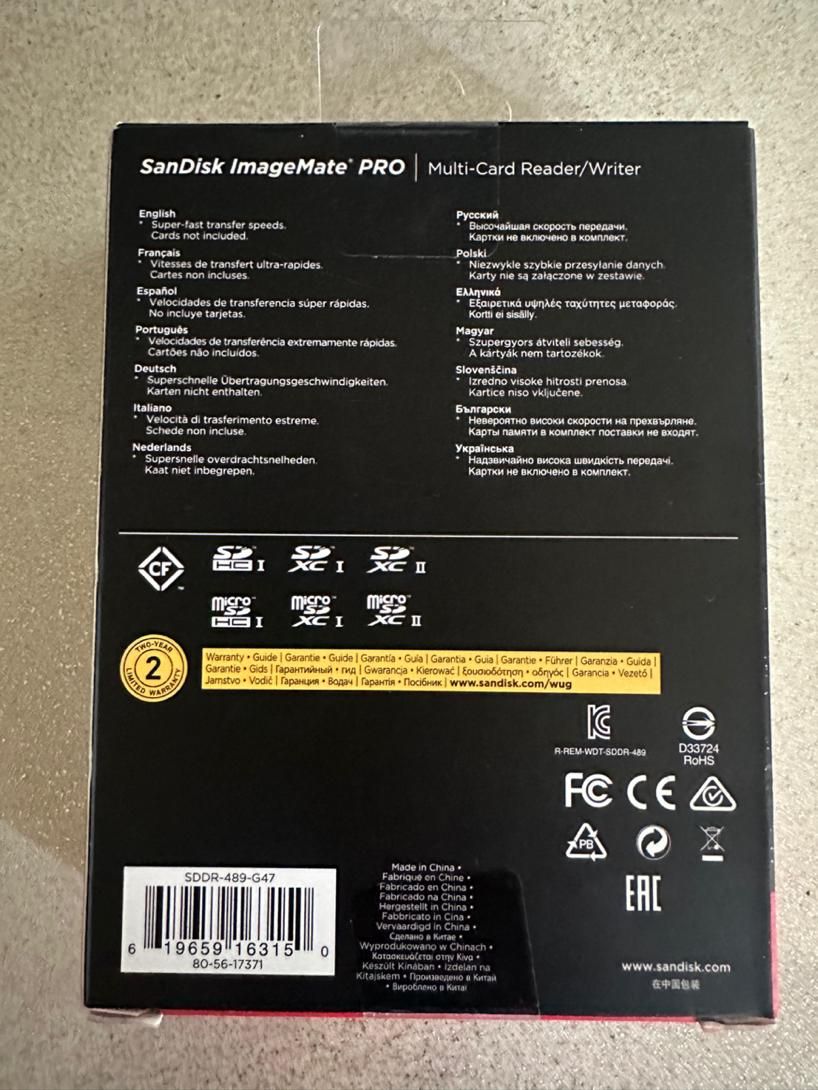 SanDisk ImageMate® PRO | Multi-Card Reader/Writer
English
* Super-fast transfer speeds.
Cards not included.
Français
* Vitesses de transfert ultra-rapides.
Cartes non incluses.
Español
* Velocidades de transferencia súper rápidas.
No incluye tarjetas.
Português
* Velocidades de transferência extremamente rápidas.
Cartões não incluídos.
Deutsch
* Superschnelle Übertragungsgeschwindigkeiten.
Karten nicht enthalten.
Italiano
* Velocità di trasferimento estreme.
Schede non incluse.
Nederlands
* Supersnelle overdrachtsnelheden.
Kaat niet inbegrepen.
Русский
* Высочайшая скорость передачи.
Картки не включено в комплект.
Polski
* Niezwykle szybkie przesyłanie danych.
Karty nie są załączone w zestawie.
Ελληνικά
* Εξαιρετικά υψηλές ταχύτητες μεταφοράς.
Kortti ei sisälly.
Magyar
* Szupergyors átviteli sebesség.
A kártyák nem tartozékok.
Slovenščina
* Izredno visoke hitrosti prenosa.
Kartice niso vključene.
Български
* Невероятно високи скорости на прехвърляне.
Карты памяти в комплект поставки не входят.
Українська
* Надзвичайно висока швидкість передачі.
Картки не включено в комплект.
CF™
SD HC I SD XC I SD XC II
micro SD HC I micro SD XC I micro SD XC II
TWO-YEAR
2
LIMITED WARRANTY
Warranty • Guide | Garantie • Guide | Garantía • Guía | Garantia • Guia | Garantie • Führer | Garanzia • Guida |
Garantie • Gids | Гарантийный • гид | Gwarancja • Kierować | ξουσιοδότηση • οδηγός | Garancia • Vezető |
Jamstvo • Vodič | Гаранция • Водач | Гарантія • Посібник | www.sandisk.com/wug
R-REM-WDT-SDDR-489
D33724
RoHS
FC CE
PB
EAC
SDDR-489-G47
6 19659 16315 0
80-56-17371
Made in China •
Fabriqué en Chine •
Fabricado en China •
Fabricado na China •
Hergestellt in China •
Fabbricato in Cina •
Vervaardigd in China •
Сделано в Китае •
Wyprodukowano w Chinach •
Κατασκευάζεται στην Κίνα •
Készült Kínában • Izdelan na
Kitajskem • Произведено в Китай
• Вироблено в Китаї
www.sandisk.com
在中国包装